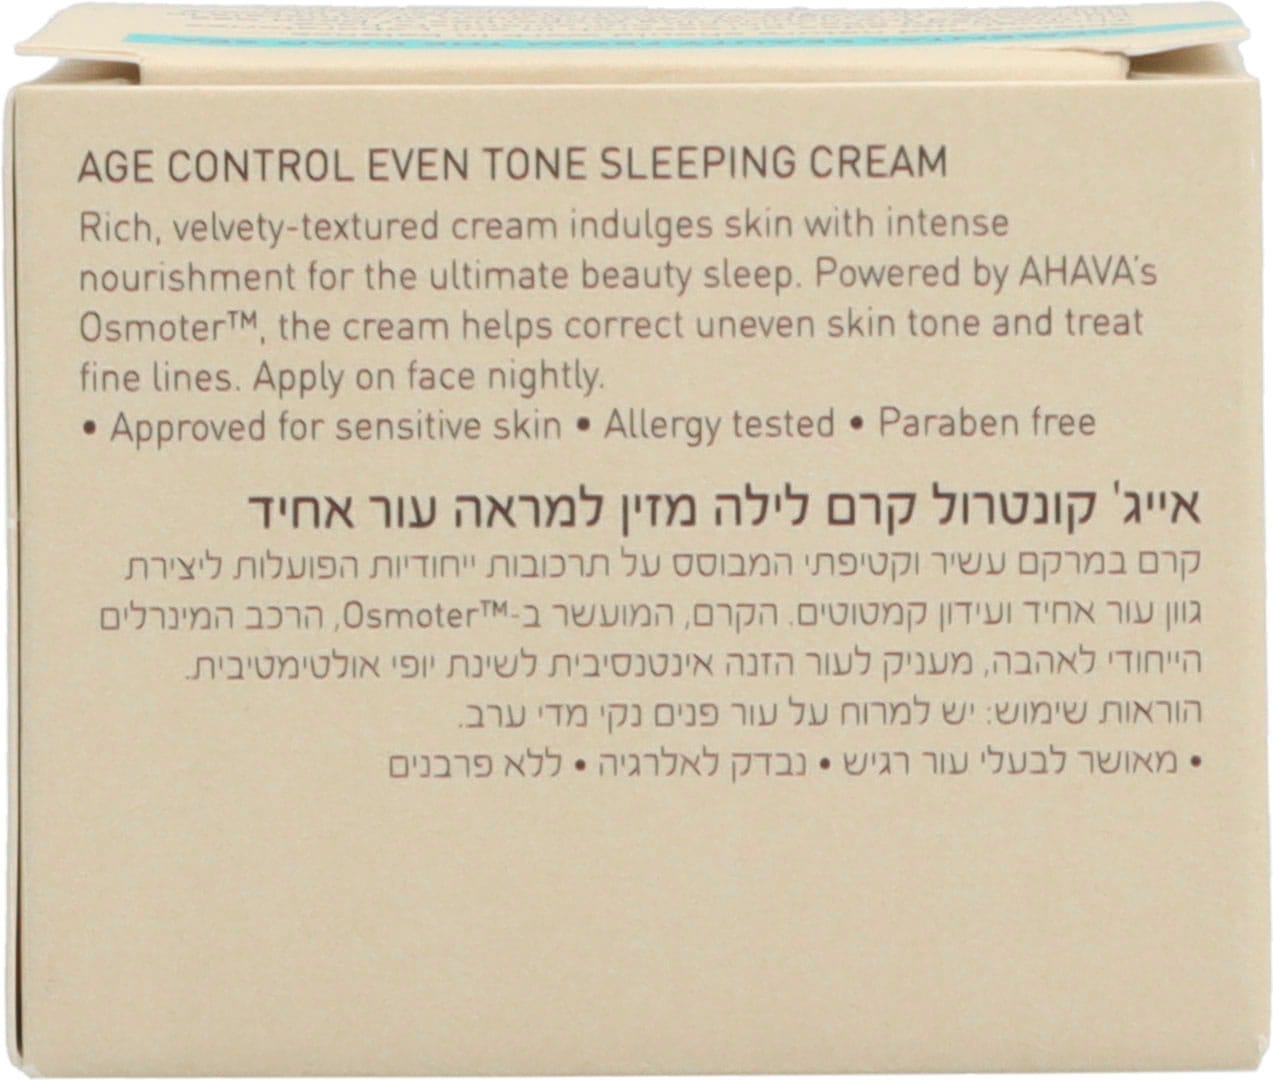 AGE CONTROL EVEN TONE SLEEPING CREAM
Rich, velvety-textured cream indulges skin with intense
nourishment for the ultimate beauty sleep. Powered by AHAVA's
Osmoter™, the cream helps correct uneven skin tone and treat
fine lines. Apply on face nightly.
• Approved for sensitive skin • Allergy tested • Paraben free
אייג' קונטרול קרם לילה מזין למראה עור אחיד
קרם במרקם עשיר וקטיפתי המבוסס על תרכובות ייחודיות הפועלות ליצירת
גוון עור אחיד ועידון קמטוטים. הקרם, המועשר ב-Osmoter™, הרכב המינרלים
הייחודי לאהבה, מעניק לעור הזנה אינטנסיבית לשינת יופי אולטימטיבית.
הוראות שימוש: יש למרוח על עור פנים נקי מדי ערב.
• מאושר לבעלי עור רגיש • נבדק לאלרגיה • ללא פרבנים